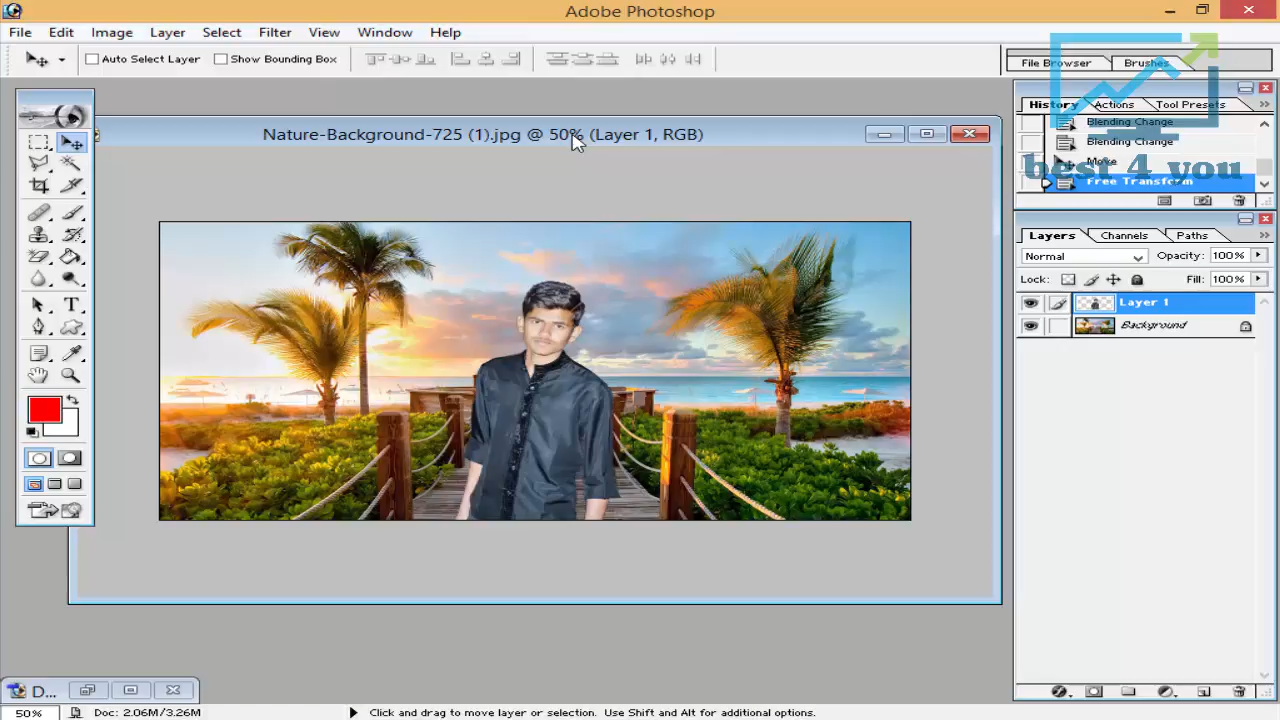 Adobe Photoshop
File Edit Image Layer Select Filter View Window Help
Auto Select Layer Show Bounding Box
File Browser Brushes
History Actions Tool Presets
Nature-Background-725 (1).jpg @ 50% (Layer 1, RGB)
Blending Change
Blending Change
Move
Free Transform
best 4 you
Layers Channels Paths
Normal Opacity: 100%
Lock: Fill: 100%
Layer 1
Background
D...
50% Doc: 2.06M/3.26M Click and drag to move layer or selection. Use Shift and Alt for additional options.